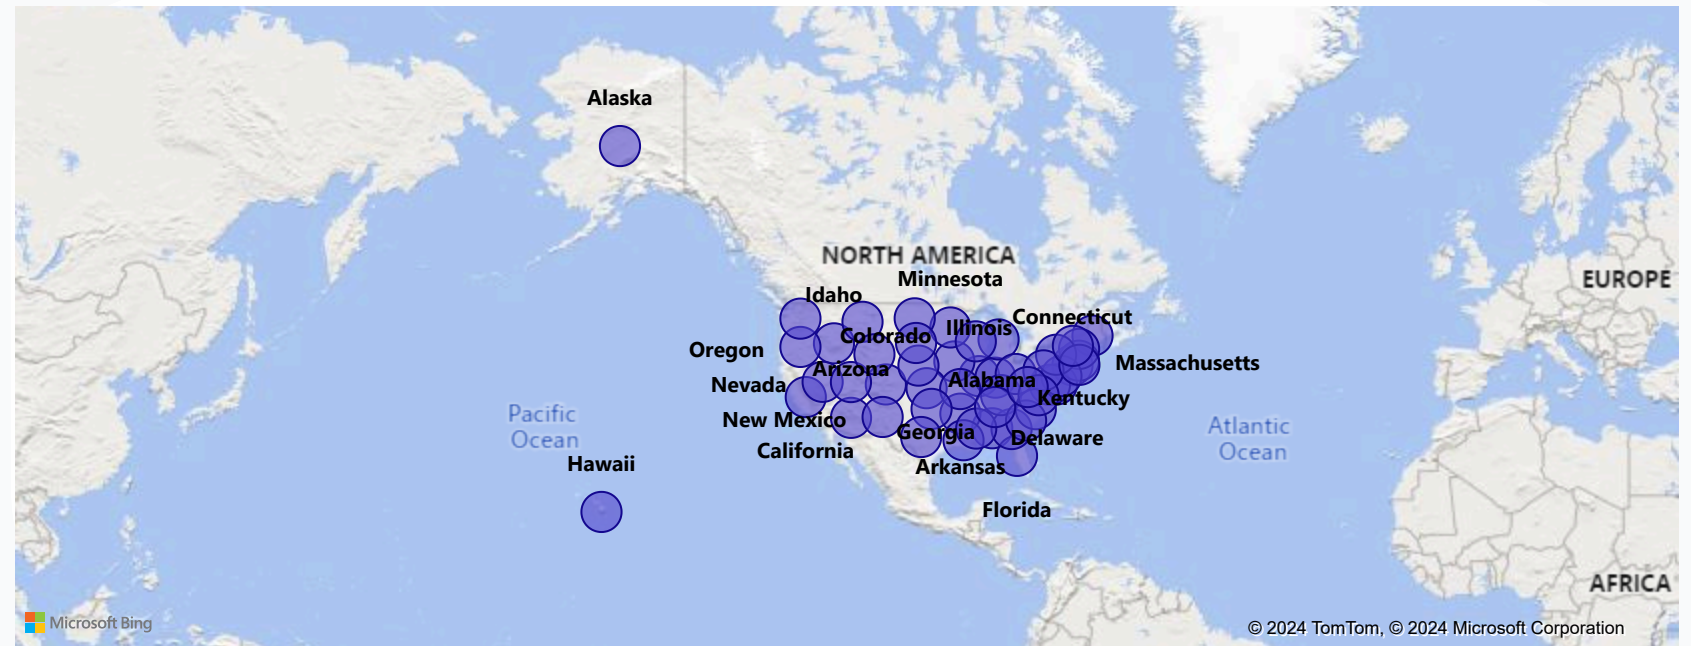 Alaska
NORTH AMERICA
Minnesota
Idaho
Connecticut
Illinois
Colorado
Oregon
Massachusetts
Arizona
Alabama
Nevada
Kentucky
New Mexico
Georgia
Delaware
California
Arkansas
Hawaii
Florida
Pacific
Ocean
Atlantic
Ocean
EUROPE
AFRICA
Microsoft Bing
© 2024 TomTom, © 2024 Microsoft Corporation